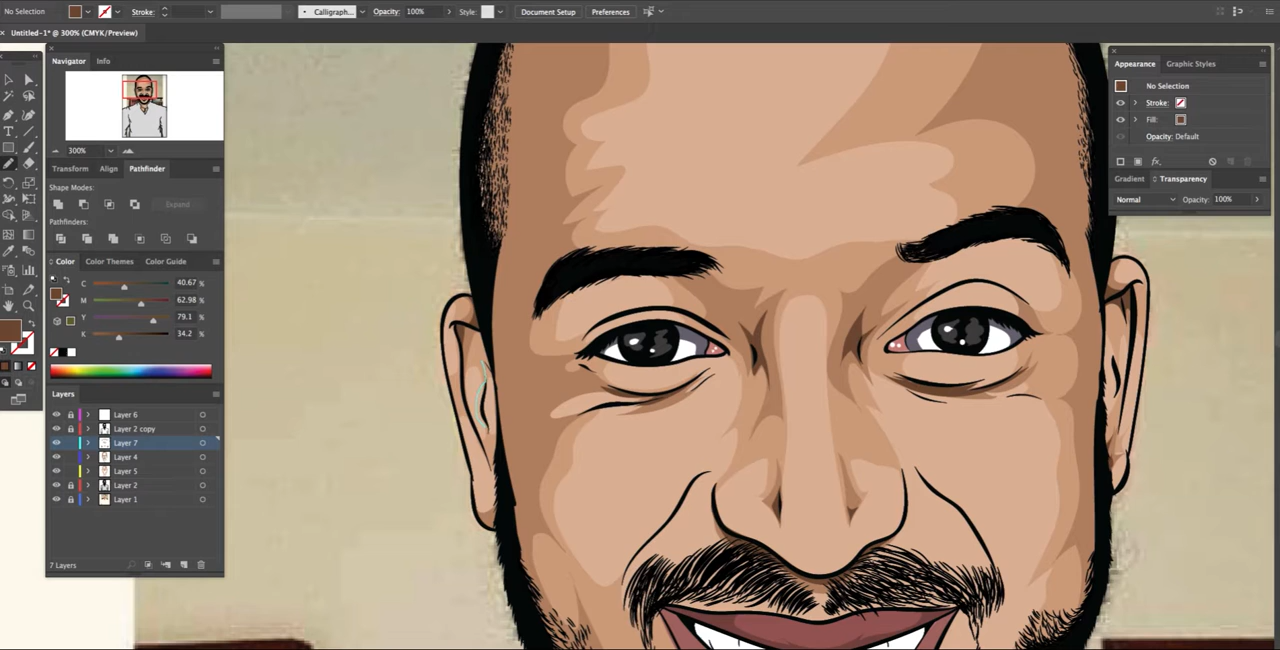 No Selection Stroke: Calligraph... Opacity: 100% Style: Document Setup Preferences
Untitled-1* @ 300% (CMYK/Preview)
Navigator Info
300%
Transform Align Pathfinder
Shape Modes:
Expand
Pathfinders:
Color Color Themes Color Guide
C 40.67 %
M 62.98 %
Y 79.1 %
K 34.2 %
Layers
Layer 6
Layer 2 copy
Layer 7
Layer 4
Layer 5
Layer 2
Layer 1
7 Layers
Appearance Graphic Styles
No Selection
Stroke:
Fill:
Opacity: Default
fx
Gradient Transparency
Normal Opacity: 100%